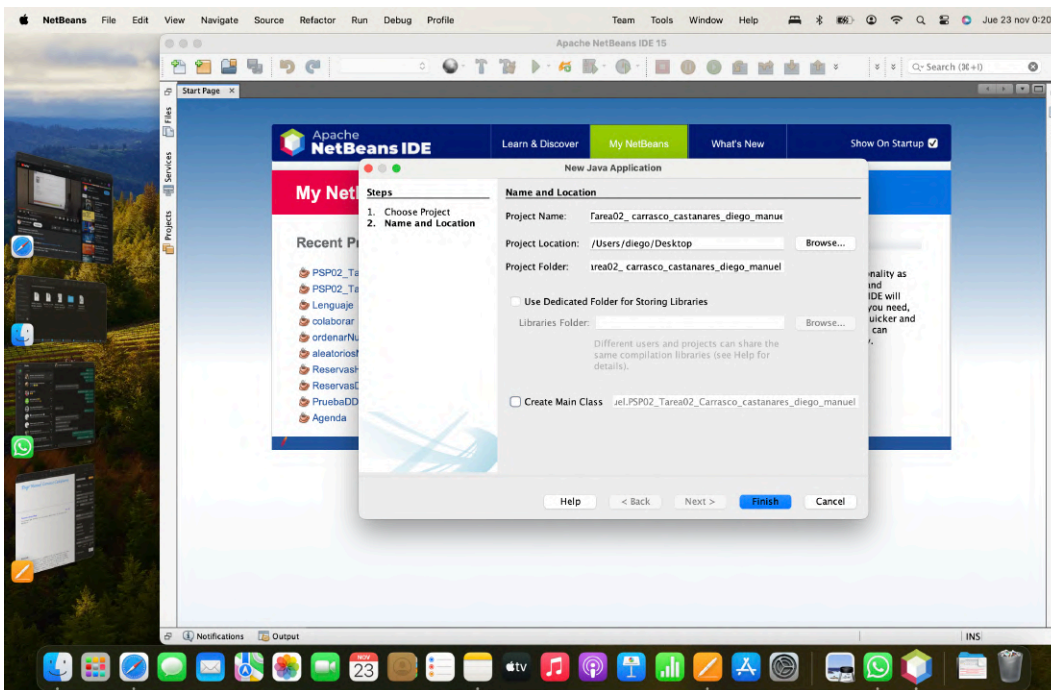 NetBeans File Edit View Navigate Source Refactor Run Debug Profile Team Tools Window Help Jue 23 nov 0:20
Apache NetBeans IDE 15
Search (⌘+I)
Start Page
Files
Services
Projects
Apache
NetBeans IDE
Learn & Discover My NetBeans What's New Show On Startup
My Net
Recent P
PSP02_Ta
PSP02_Ta
Lenguaje
colaborar
ordenarNu
aleatorios
Reservas
Reservas
PruebaDD
Agenda
New Java Application
Steps
1. Choose Project
2. Name and Location
Name and Location
Project Name: Tarea02_ carrasco_castanares_diego_manue
Project Location: /Users/diego/Desktop Browse...
Project Folder: area02_ carrasco_castanares_diego_manuel
Use Dedicated Folder for Storing Libraries
Libraries Folder: Browse...
Different users and projects can share the
same compilation libraries (see Help for
details).
Create Main Class uel.PSP02_Tarea02_Carrasco_castanares_diego_manuel
Help < Back Next > Finish Cancel
onality as
and
IDE will
you need,
uicker and
can
Notifications Output
INS
NOV
23
tv